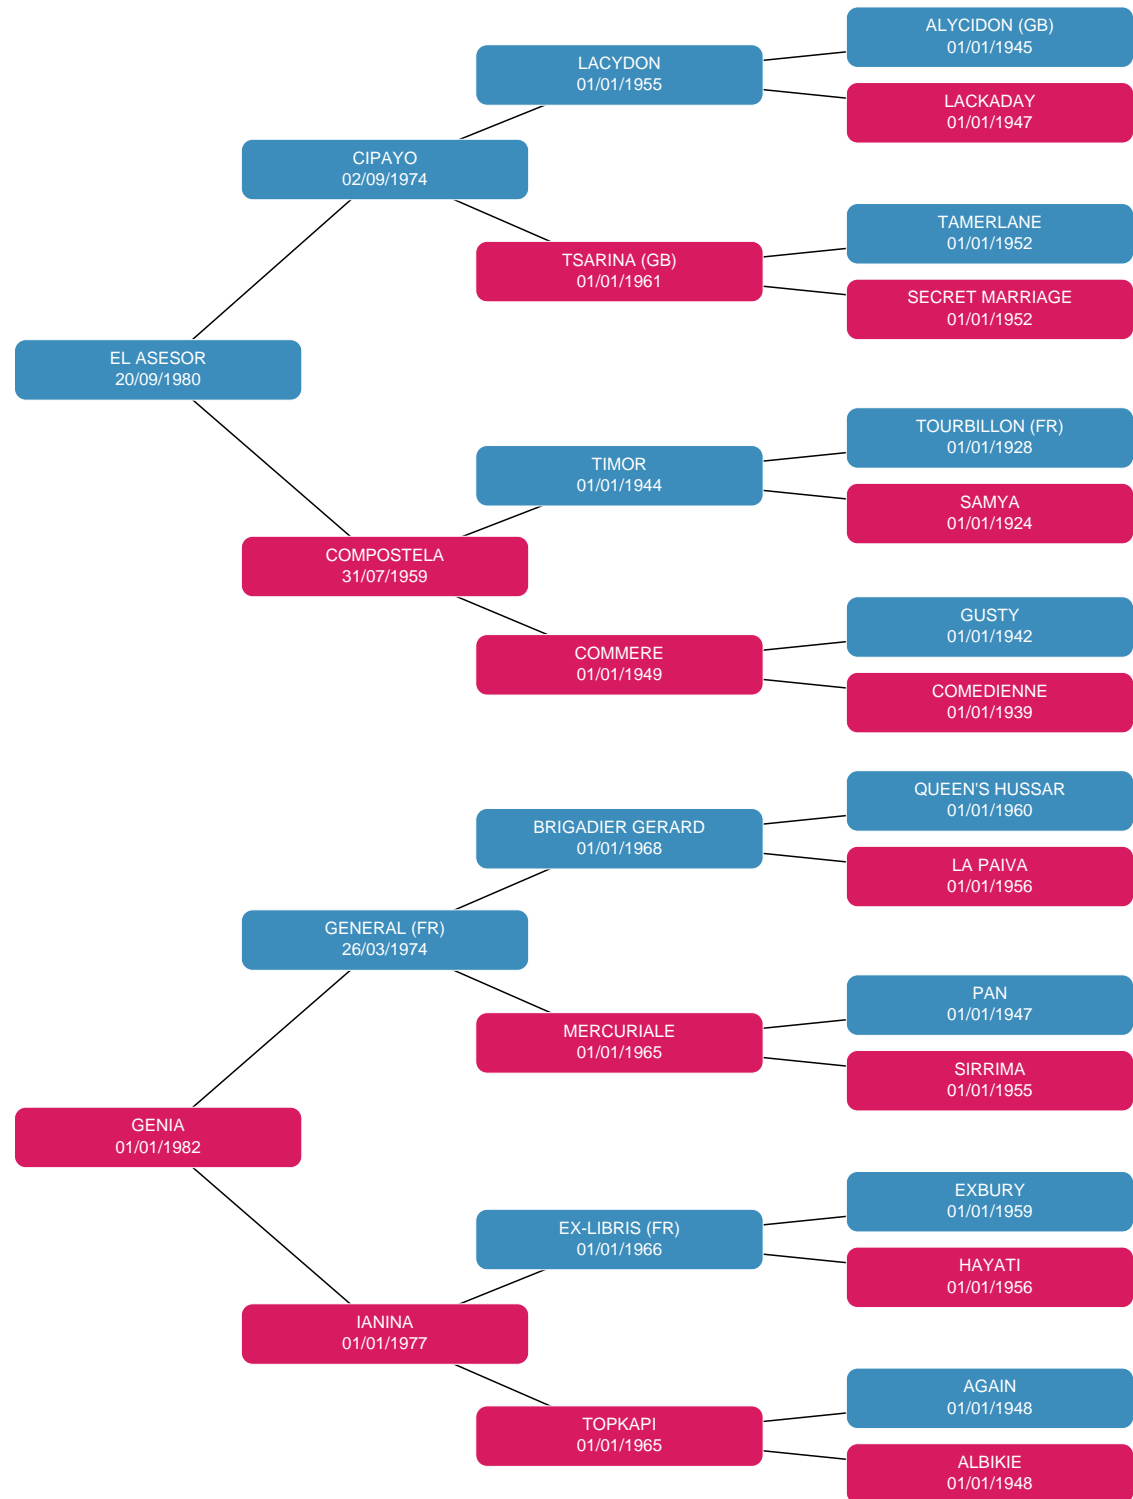 ALYCIDON (GB)
01/01/1945
LACYDON
01/01/1955
LACKADAY
01/01/1947
CIPAYO
02/09/1974
TAMERLANE
01/01/1952
TSARINA (GB)
01/01/1961
SECRET MARRIAGE
01/01/1952
EL ASESOR
20/09/1980
TOURBILLON (FR)
01/01/1928
TIMOR
01/01/1944
SAMYA
01/01/1924
COMPOSTELA
31/07/1959
GUSTY
01/01/1942
COMMERE
01/01/1949
COMEDIENNE
01/01/1939
QUEEN'S HUSSAR
01/01/1960
BRIGADIER GERARD
01/01/1968
LA PAIVA
01/01/1956
GENERAL (FR)
26/03/1974
PAN
01/01/1947
MERCURIALE
01/01/1965
SIRRIMA
01/01/1955
GENIA
01/01/1982
EXBURY
01/01/1959
EX-LIBRIS (FR)
01/01/1966
HAYATI
01/01/1956
IANINA
01/01/1977
AGAIN
01/01/1948
TOPKAPI
01/01/1965
ALBIKIE
01/01/1948